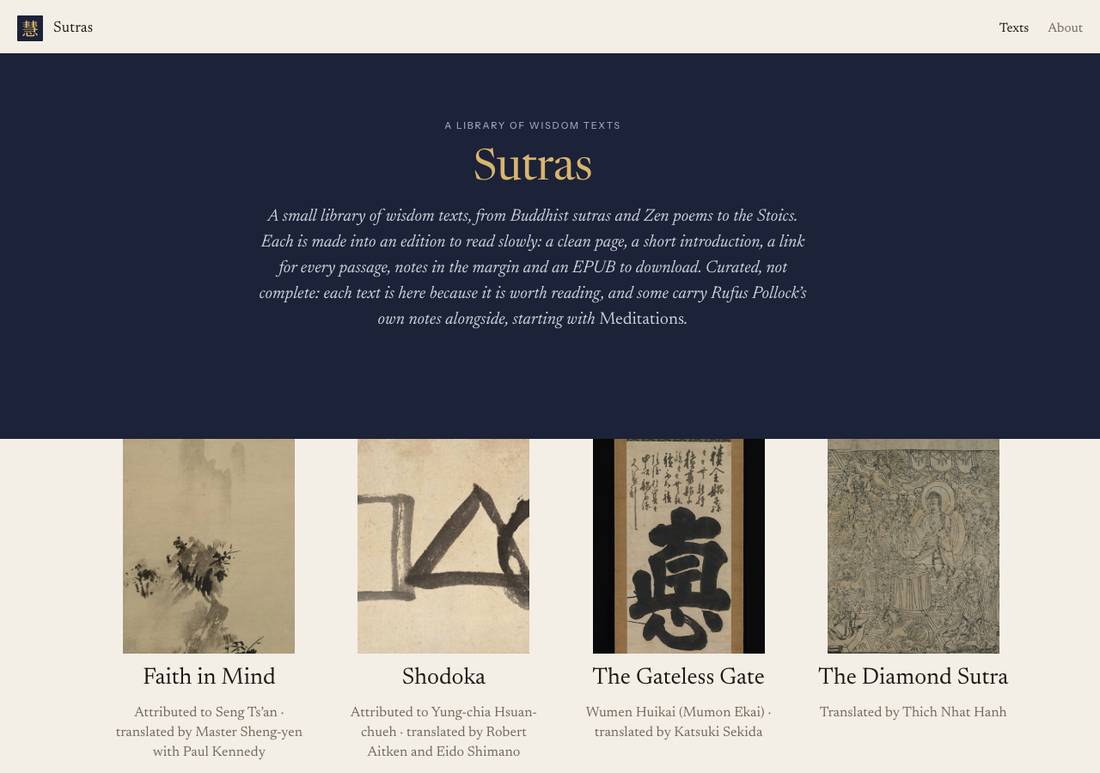 慧 Sutras
Texts About
A LIBRARY OF WISDOM TEXTS
Sutras
A small library of wisdom texts, from Buddhist sutras and Zen poems to the Stoics.
Each is made into an edition to read slowly: a clean page, a short introduction, a link
for every passage, notes in the margin and an EPUB to download. Curated, not
complete: each text is here because it is worth reading, and some carry Rufus Pollock’s
own notes alongside, starting with Meditations.
Faith in Mind
Attributed to Seng Ts’an ·
translated by Master Sheng-yen
with Paul Kennedy
Shodoka
Attributed to Yung-chia Hsuan-
chueh · translated by Robert
Aitken and Eido Shimano
The Gateless Gate
Wumen Huikai (Mumon Ekai) ·
translated by Katsuki Sekida
The Diamond Sutra
Translated by Thich Nhat Hanh